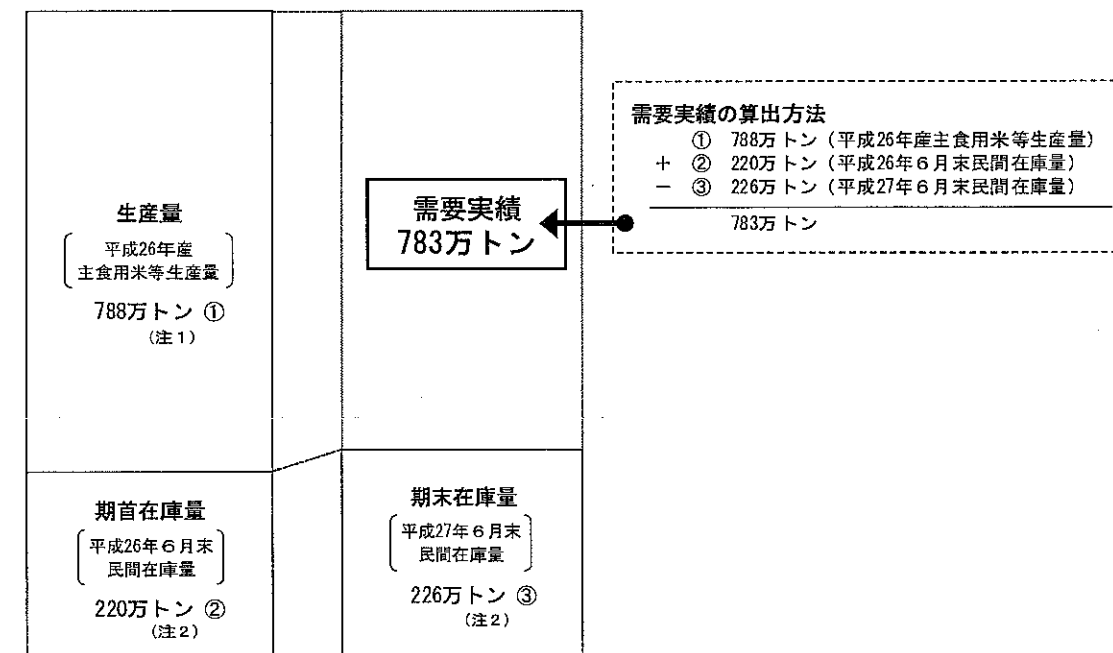 生産量
平成26年産
主食用米等生産量
788万トン ①
(注1)
期首在庫量
平成26年6月末
民間在庫量
220万トン ②
(注2)
需要実績
783万トン
期末在庫量
平成27年6月末
民間在庫量
226万トン ③
(注2)
需要実績の算出方法
① 788万トン(平成26年産主食用米等生産量)
+ ② 220万トン(平成26年6月末民間在庫量)
- ③ 226万トン(平成27年6月末民間在庫量)
783万トン